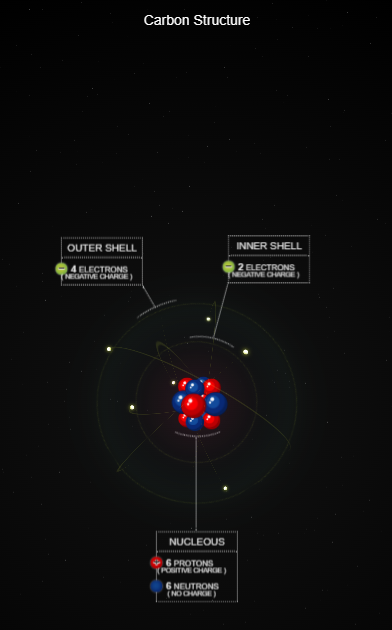 Carbon Structure
OUTER SHELL
4 ELECTRONS
( NEGATIVE CHARGE )
INNER SHELL
2 ELECTRONS
( NEGATIVE CHARGE )
NUCLEOUS
6 PROTONS
( POSITIVE CHARGE )
6 NEUTRONS
( NO CHARGE )